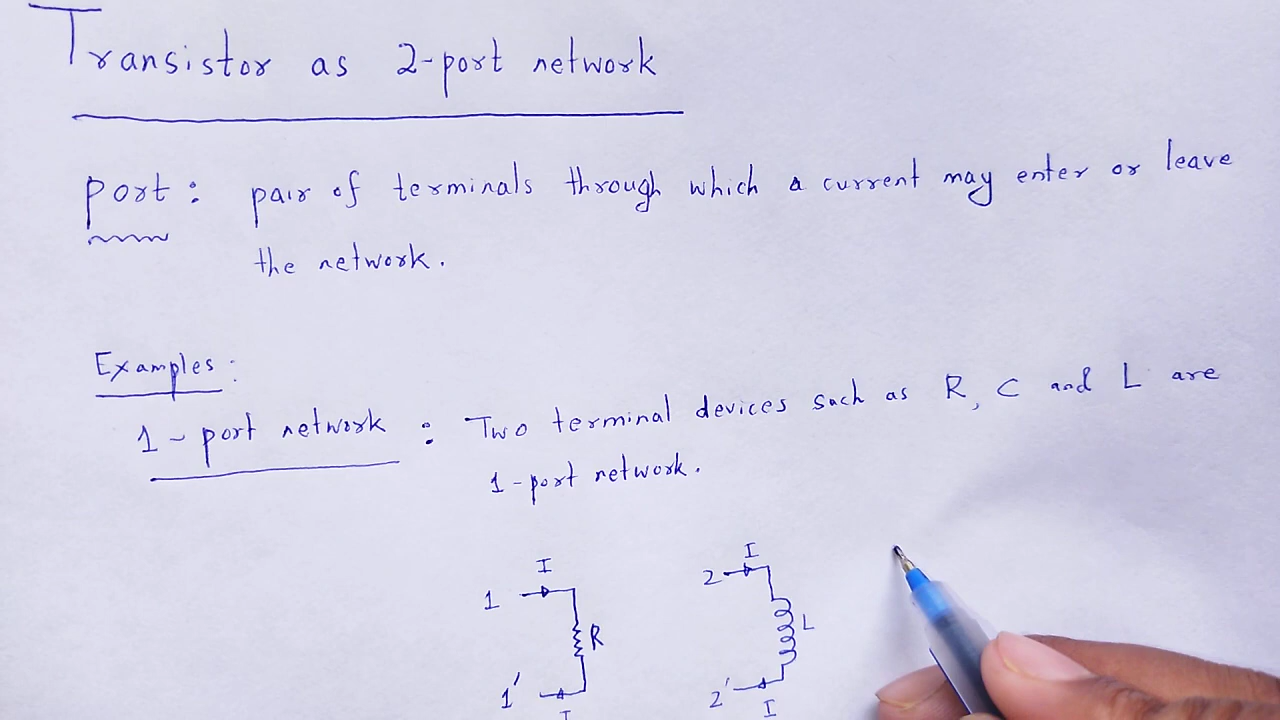 Transistor as 2-port network
port : pair of terminals through which a current may enter or leave
the network.
Examples :
1-port network : Two terminal devices such as R, C and L are
1-port network.
I
1
R
1'
I
I
2
L
2'
I